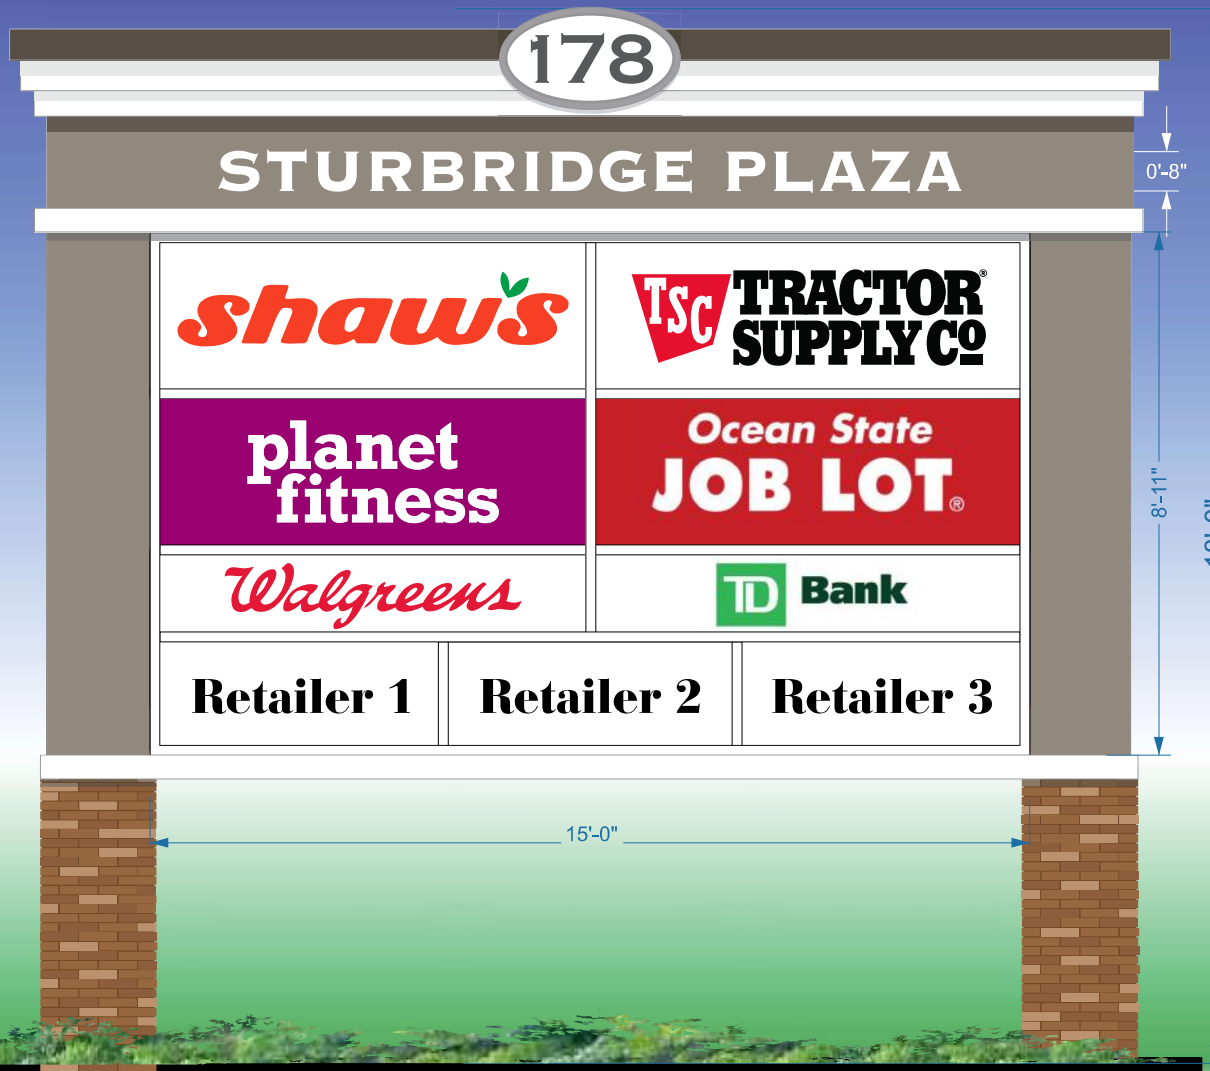 178
STURBRIDGE PLAZA
0'-8"
shaw's
TSC TRACTOR
SUPPLY CO
®
planet
fitness
Ocean State
JOB LOT®
8'-11"
Walgreens
TD Bank
Retailer 1 Retailer 2 Retailer 3
15'-0"